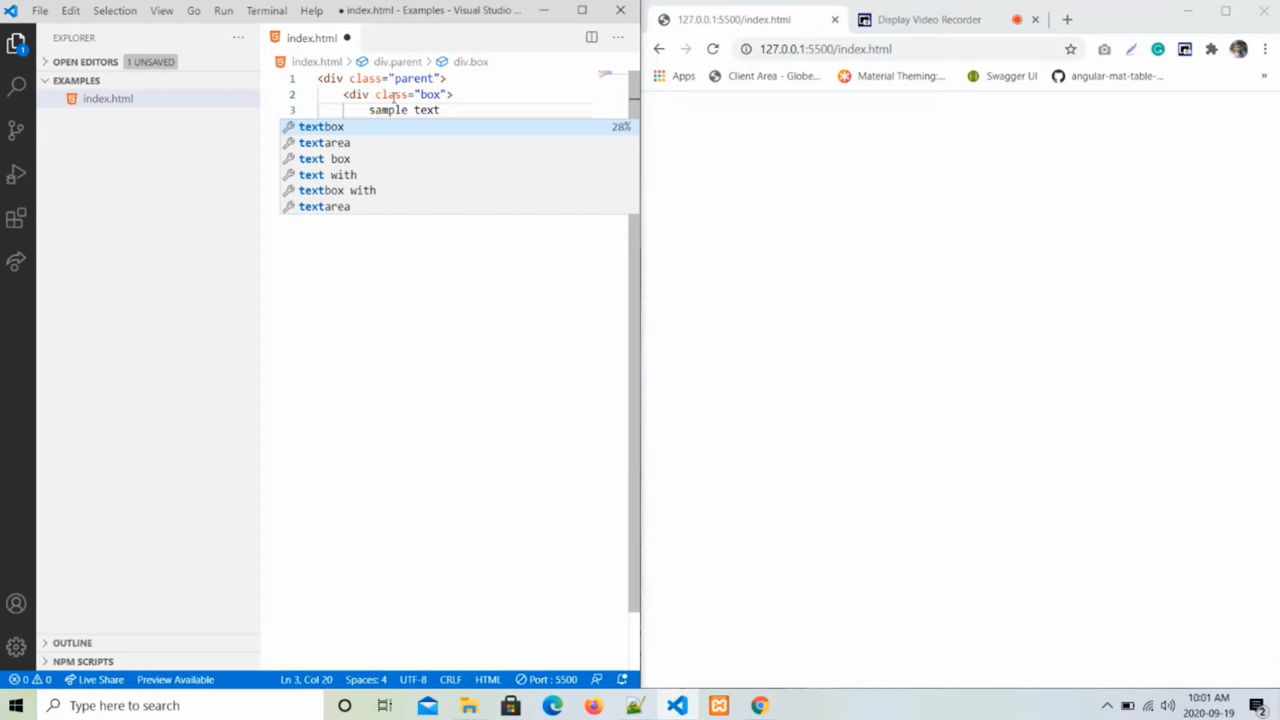 File Edit Selection View Go Run Terminal Help ● index.html - Examples - Visual Studio ...
127.0.0.1:5500/index.html Display Video Recorder
EXPLORER
index.html
127.0.0.1:5500/index.html
OPEN EDITORS 1 UNSAVED
index.html > div.parent > div.box
Apps Client Area - Globe... Material Theming:... Swagger UI angular-mat-table-...
EXAMPLES
index.html
1 <div class="parent">
2 <div class="box">
3 sample text
textbox 28%
textarea
text box
text with
textbox with
textarea
1
OUTLINE
NPM SCRIPTS
0 0 Live Share Preview Available Ln 3, Col 20 Spaces: 4 UTF-8 CRLF HTML Port : 5500
Type here to search
10:01 AM
2020-09-19
2